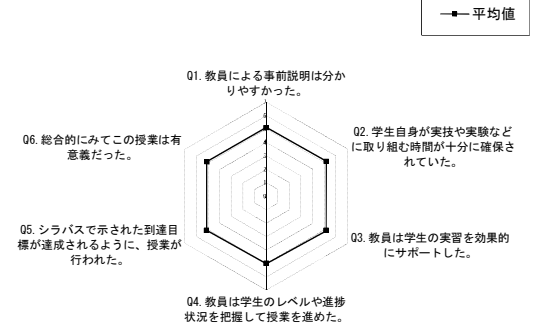 平均値
Q1. 教員による事前説明は分か
りやすかった。
Q2. 学生自身が実技や実験など
に取り組む時間が十分に確保さ
れていた。
Q3. 教員は学生の実習を効果的
にサポートした。
Q4. 教員は学生のレベルや進捗
状況を把握して授業を進めた。
Q5. シラバスで示された到達目
標が達成されるように、授業が
行われた。
Q6. 総合的にみてこの授業は有
意義だった。